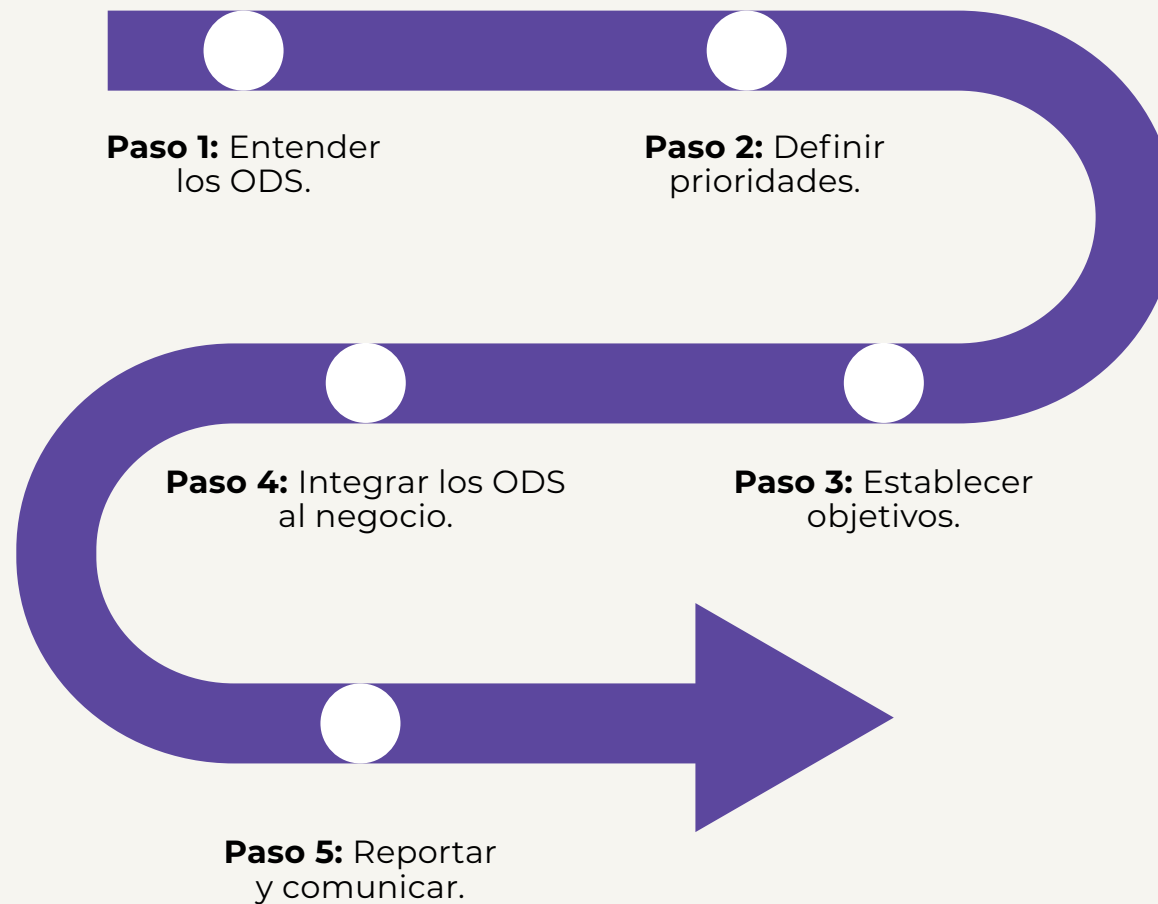 Paso 1: Entender
los ODS.
Paso 2: Definir
prioridades.
Paso 3: Establecer
objetivos.
Paso 4: Integrar los ODS
al negocio.
Paso 5: Reportar
y comunicar.